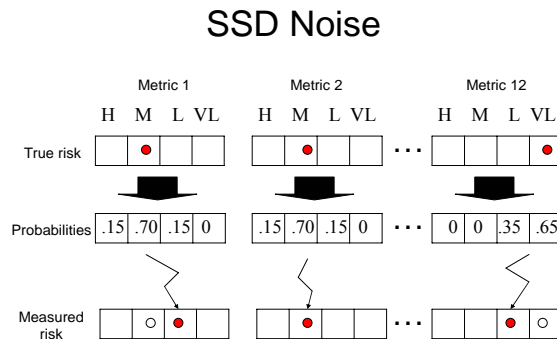 SSD Noise
Metric 1 Metric 2 Metric 12
H M L VL H M L VL H M L VL
True risk
...
Probabilities .15 .70 .15 0 .15 .70 .15 0 ... 0 0 .35 .65
Measured
risk
...